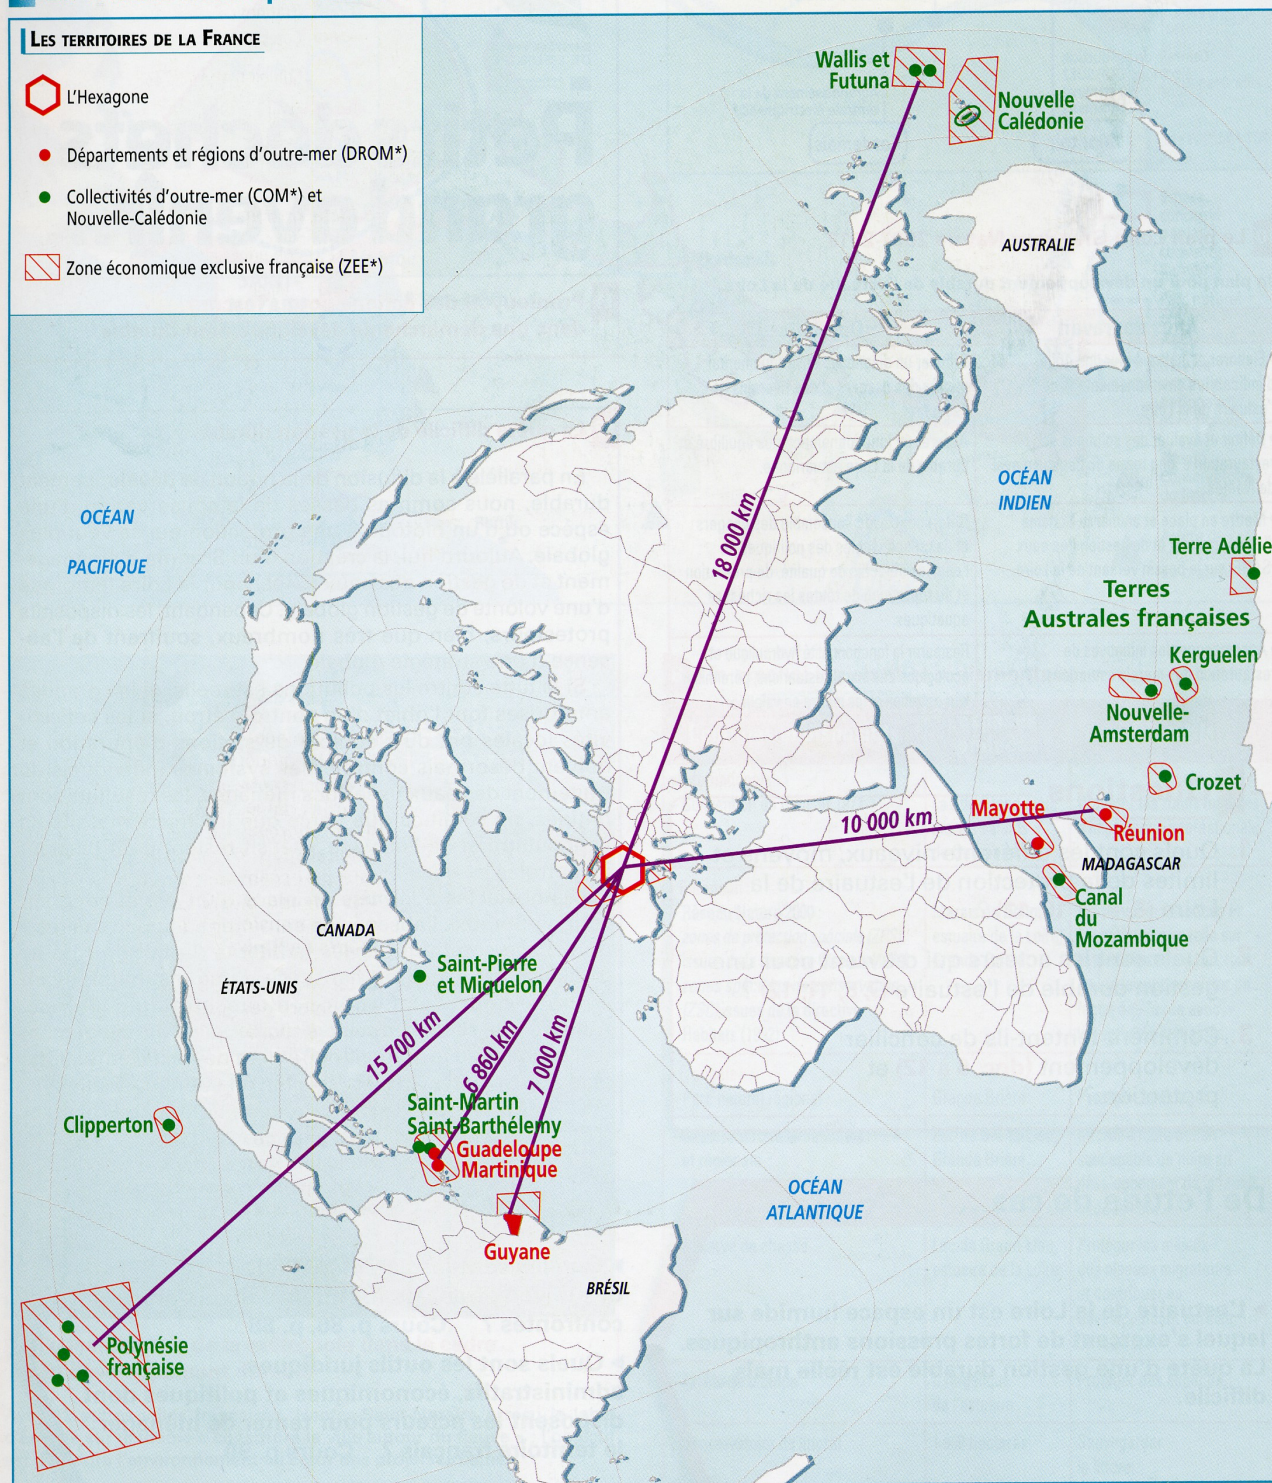 LES TERRITOIRES DE LA FRANCE
L'Hexagone
Départements et régions d'outre-mer (DROM*)
Collectivités d'outre-mer (COM*) et
Nouvelle-Calédonie
Zone économique exclusive française (ZEE*)
Wallis et
Futuna
Nouvelle
Calédonie
AUSTRALIE
OCÉAN
INDIEN
OCÉAN
PACIFIQUE
18 000 km
Terre Adélie
Terres
Australes françaises
Kerguelen
Nouvelle-
Amsterdam
Crozet
Mayotte
10 000 km
Réunion
MADAGASCAR
Canal
du
Mozambique
CANADA
Saint-Pierre
et Miquelon
ÉTATS-UNIS
15 700 km
6 860 km
7 000 km
Clipperton
Saint-Martin
Saint-Barthélemy
Guadeloupe
Martinique
OCÉAN
ATLANTIQUE
Guyane
BRÉSIL
Polynésie
française